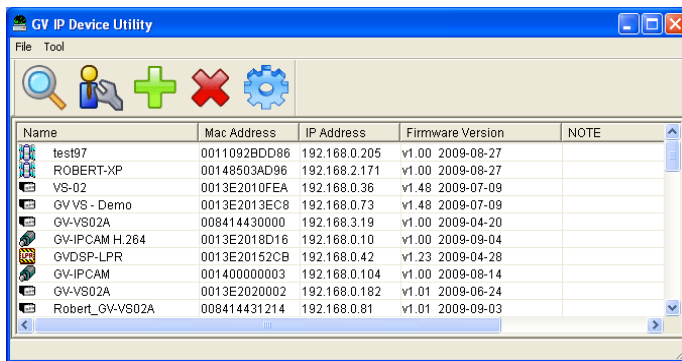 GV IP Device Utility
File Tool
Name Mac Address IP Address Firmware Version NOTE
test97 0011092BDD86 192.168.0.205 v1.00 2009-08-27
ROBERT-XP 00148503AD96 192.168.2.171 v1.00 2009-08-27
VS-02 0013E2010FEA 192.168.0.36 v1.48 2009-07-09
GV VS - Demo 0013E2013EC8 192.168.0.73 v1.48 2009-07-09
GV-VS02A 008414430000 192.168.3.19 v1.00 2009-04-20
GV-IPCAM H.264 0013E2018D16 192.168.0.10 v1.00 2009-09-04
LPR GVDSP-LPR 0013E20152CB 192.168.0.42 v1.23 2009-04-28
GV-IPCAM 001400000003 192.168.0.104 v1.00 2009-08-14
GV-VS02A 0013E2020002 192.168.0.182 v1.01 2009-06-24
Robert_GV-VS02A 008414431214 192.168.0.81 v1.01 2009-09-03